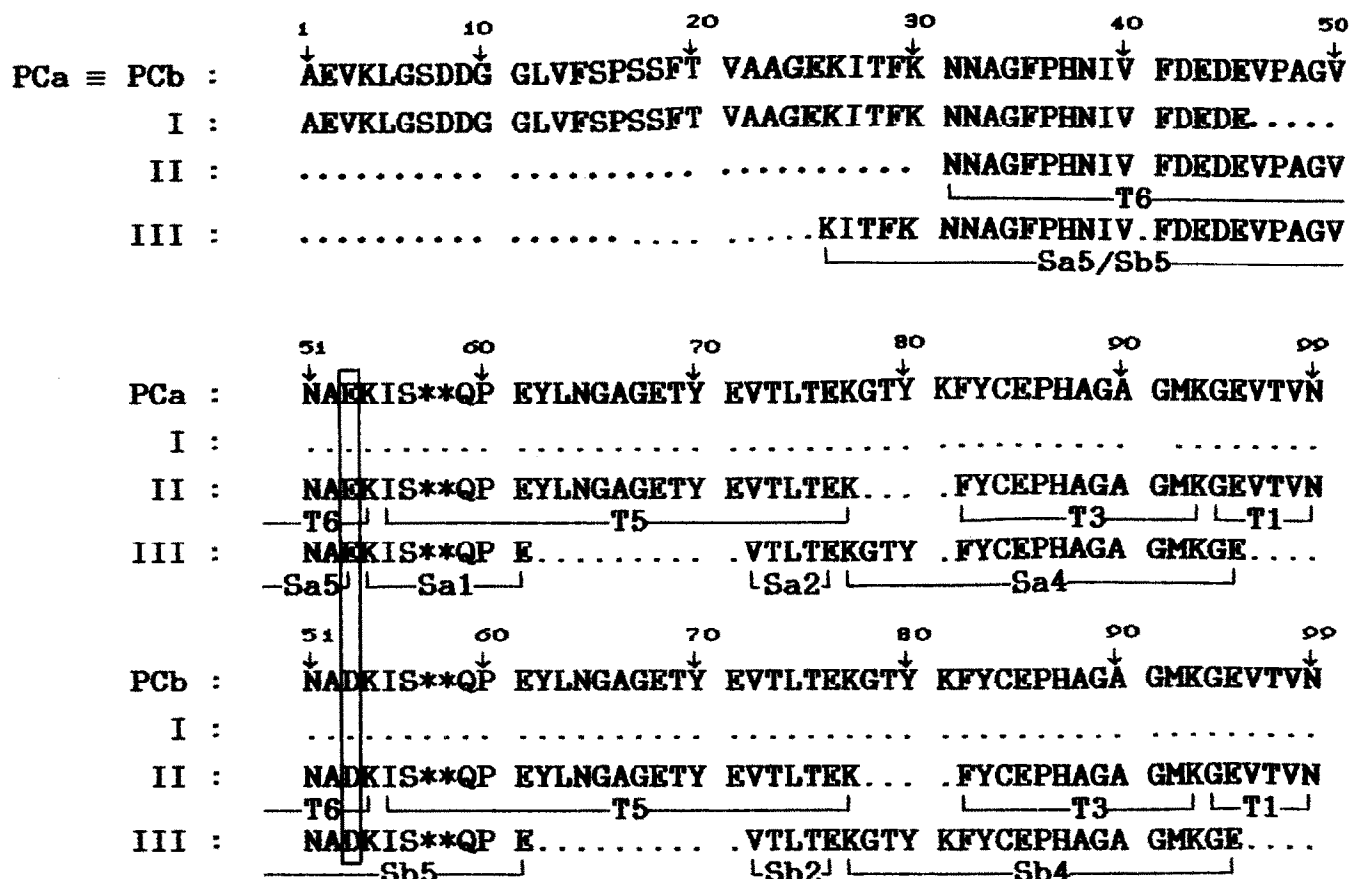 1 10 20 30 40 50
PCa ≡ PCb : AEVKLGSDDG GLVFSPSSFT VAAGEKITFK NNAGFPHNIV FDEDEVPAGV
I : AEVKLGSDDG GLVFSPSSFT VAAGEKITFK NNAGFPHNIV FDEDE.....
II : .......... .......... .......... NNAGFPHNIV FDEDEVPAGV
T6
III : .......... .......... .....KITFK NNAGFPHNIV.FDEDEVPAGV
Sa5/Sb5
51 60 70 80 90 99
PCa : NAEKIS**QP EYLNGAGETY EVTLTEKGTY KFYCEPHAGA GMKGEVTVN
I : .......... .......... .......... .......... .........
II : NAEKIS**QP EYLNGAGETY EVTLTEK... .FYCEPHAGA GMKGEVTVN
T6 T5 T3 T1
III : NAEKIS**QP E......... .VTLTEKGTY .FYCEPHAGA GMKGE....
Sa5 Sa1 Sa2 Sa4
51 60 70 80 90 99
PCb : NADKIS**QP EYLNGAGETY EVTLTEKGTY KFYCEPHAGA GMKGEVTVN
I : .......... .......... .......... .......... .........
II : NADKIS**QP EYLNGAGETY EVTLTEK... .FYCEPHAGA GMKGEVTVN
T6 T5 T3 T1
III : NADKIS**QP E......... .VTLTEKGTY KFYCEPHAGA GMKGE....
Sb5 Sb2 Sb4